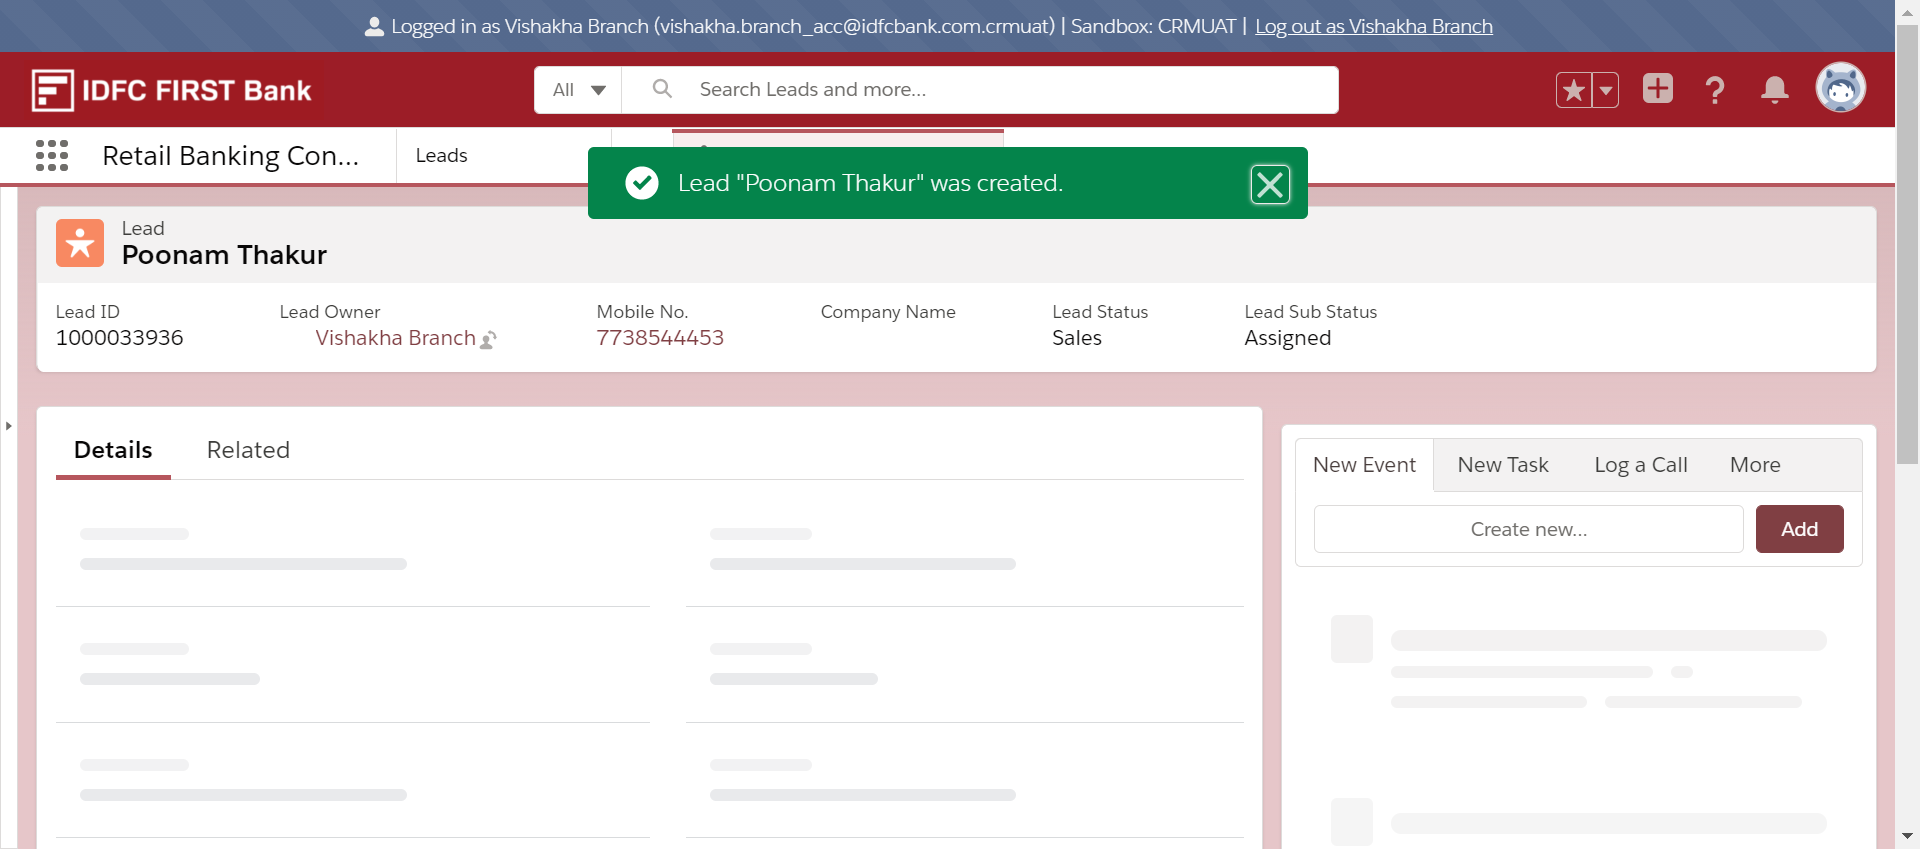 Logged in as Vishakha Branch (vishakha.branch_acc@idfcbank.com.crmuat) | Sandbox: CRMUAT | Log out as Vishakha Branch
IDFC FIRST Bank
All
Search Leads and more...
Retail Banking Con...
Leads
Lead "Poonam Thakur" was created.
Lead
Poonam Thakur
Lead ID
1000033936
Lead Owner
Vishakha Branch
Mobile No.
7738544453
Company Name
Lead Status
Sales
Lead Sub Status
Assigned
Details
Related
New Event
New Task
Log a Call
More
Create new...
Add